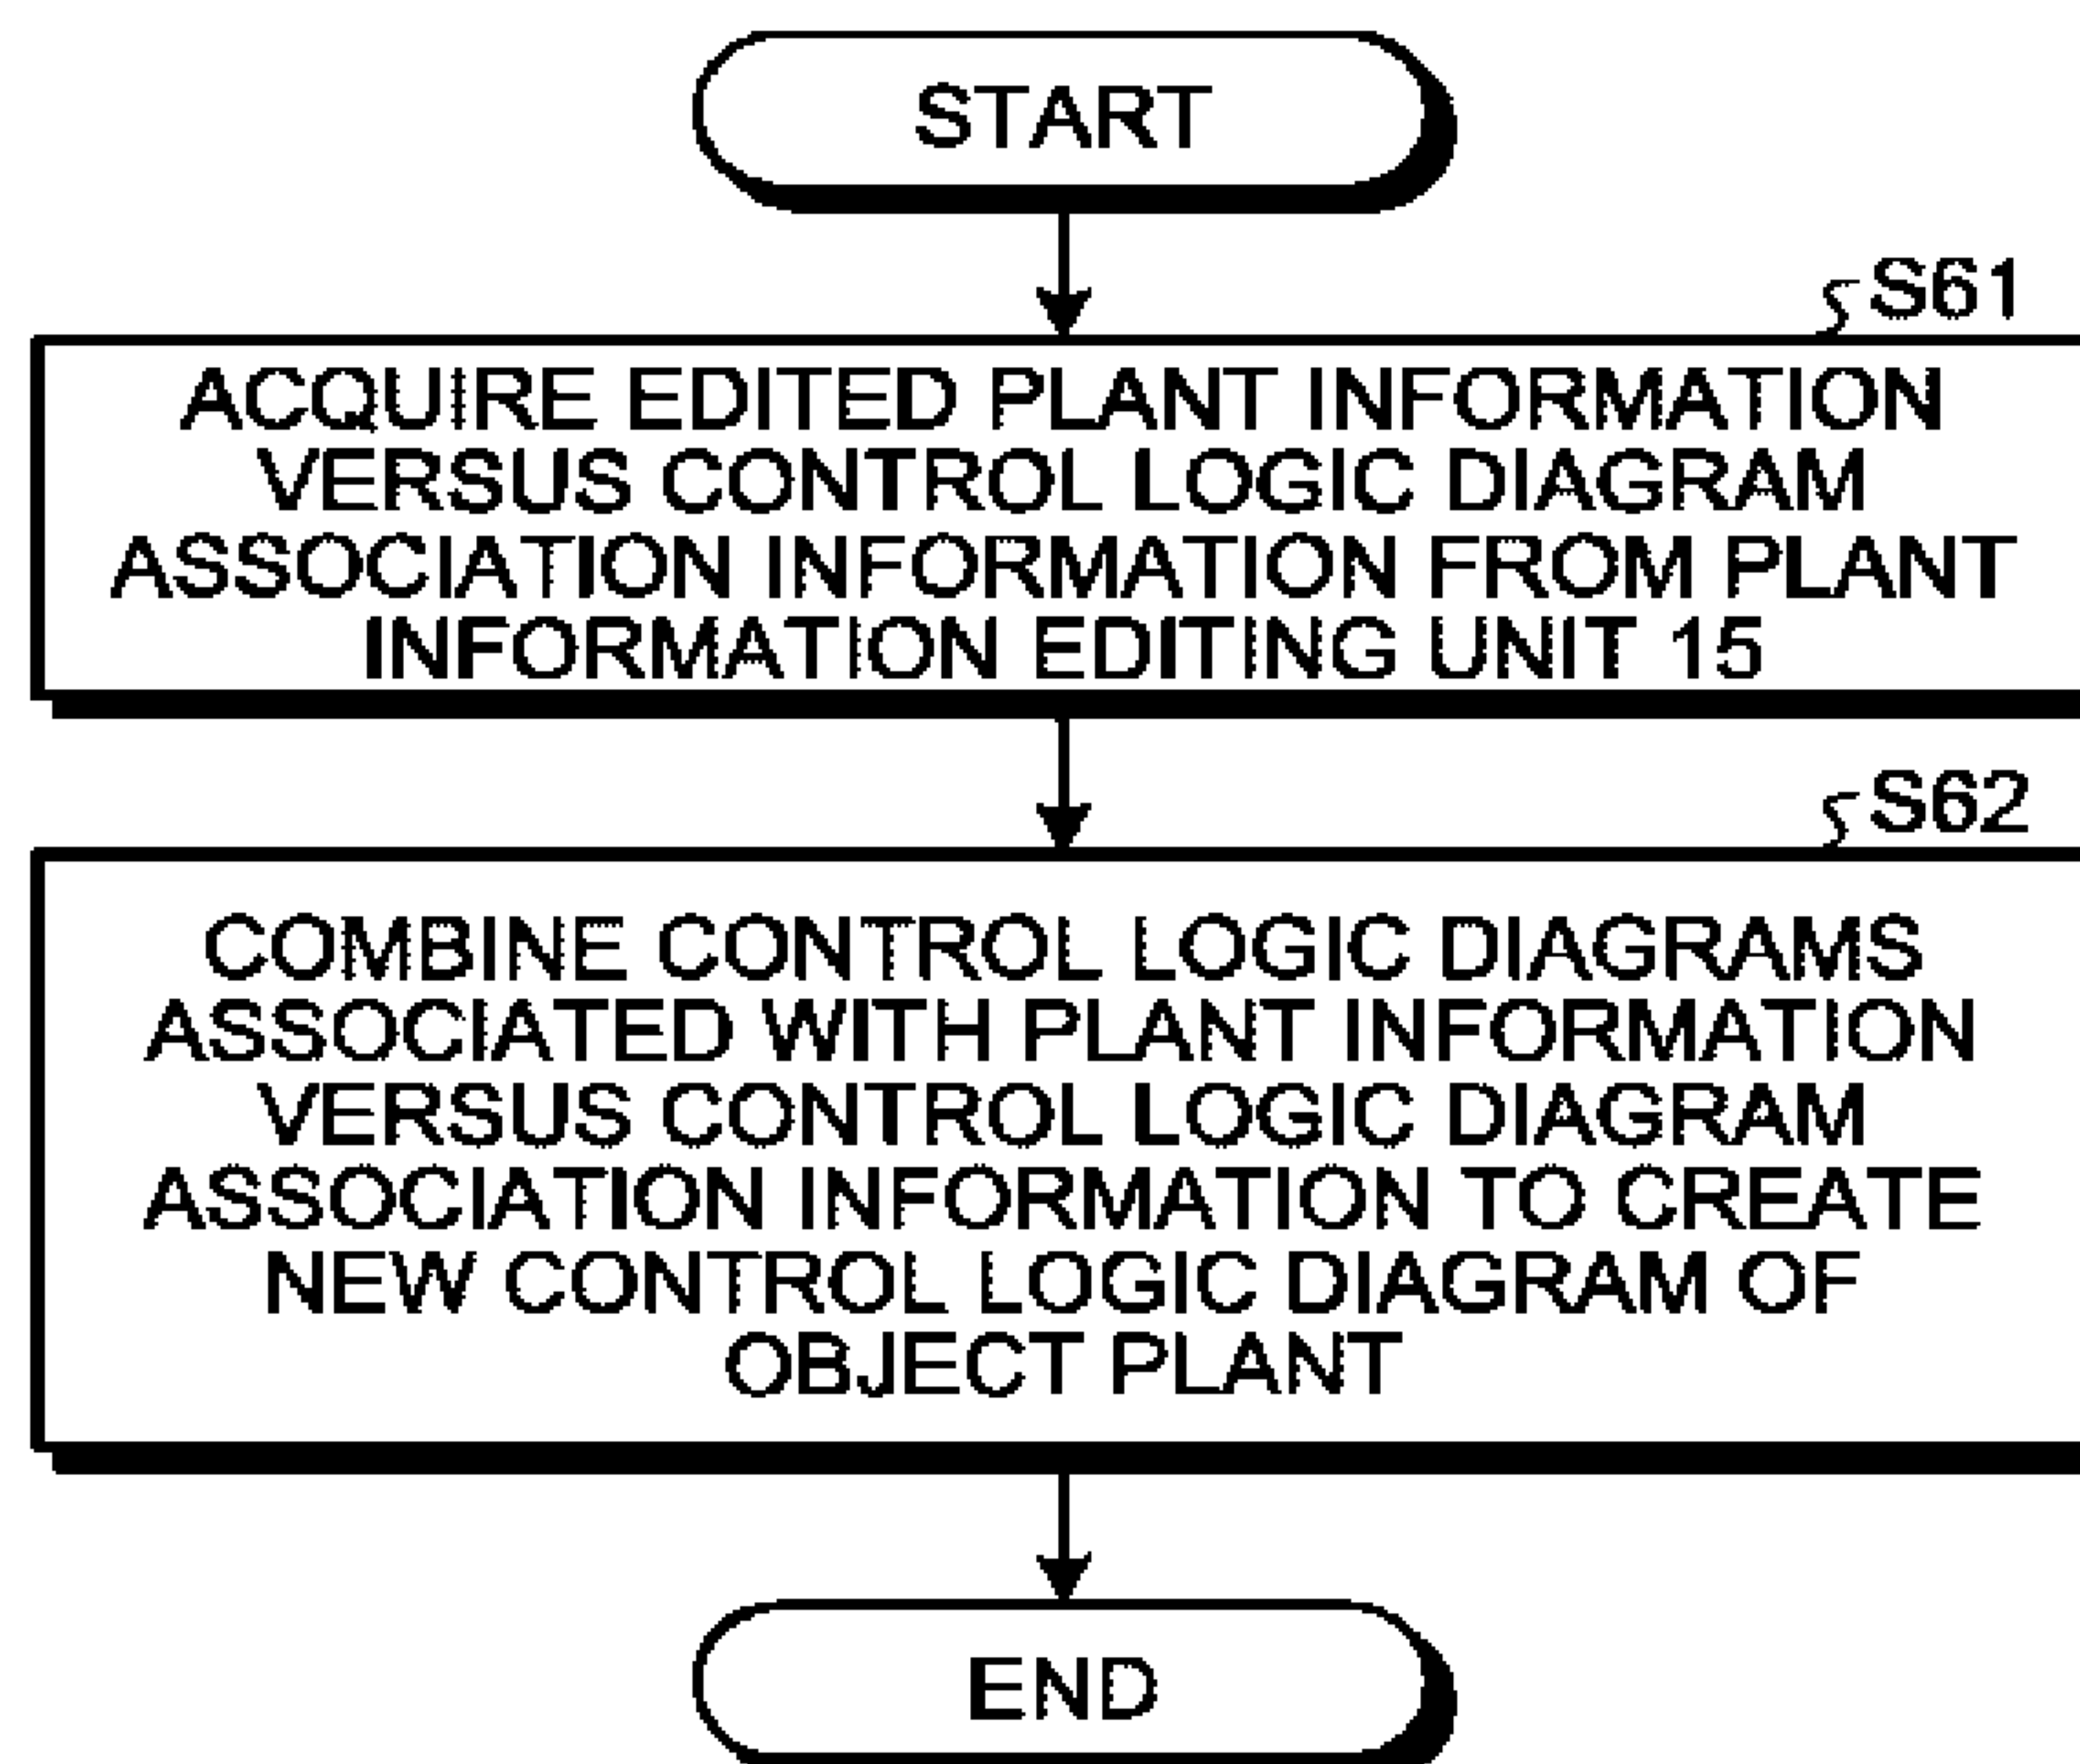 START
S61
ACQUIRE EDITED PLANT INFORMATION
VERSUS CONTROL LOGIC DIAGRAM
ASSOCIATION INFORMATION FROM PLANT
INFORMATION EDITING UNIT 15
S62
COMBINE CONTROL LOGIC DIAGRAMS
ASSOCIATED WITH PLANT INFORMATION
VERSUS CONTROL LOGIC DIAGRAM
ASSOCIATION INFORMATION TO CREATE
NEW CONTROL LOGIC DIAGRAM OF
OBJECT PLANT
END